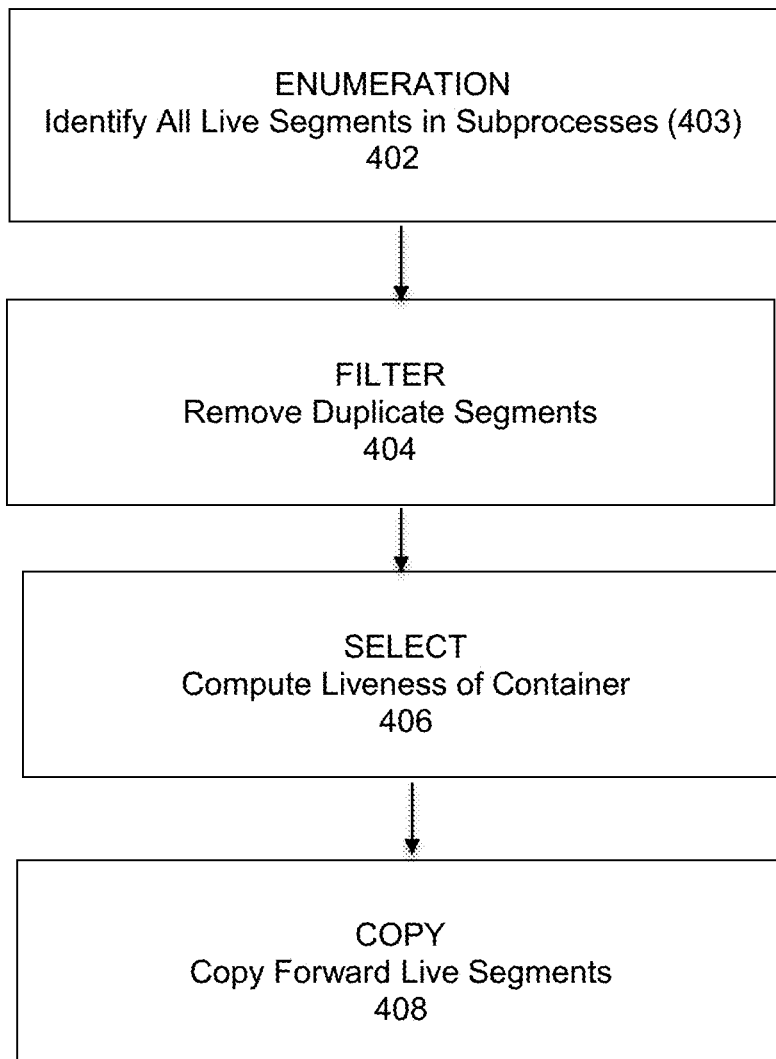 ENUMERATION
Identify All Live Segments in Subprocesses (403)
402
FILTER
Remove Duplicate Segments
404
SELECT
Compute Liveness of Container
406
COPY
Copy Forward Live Segments
408